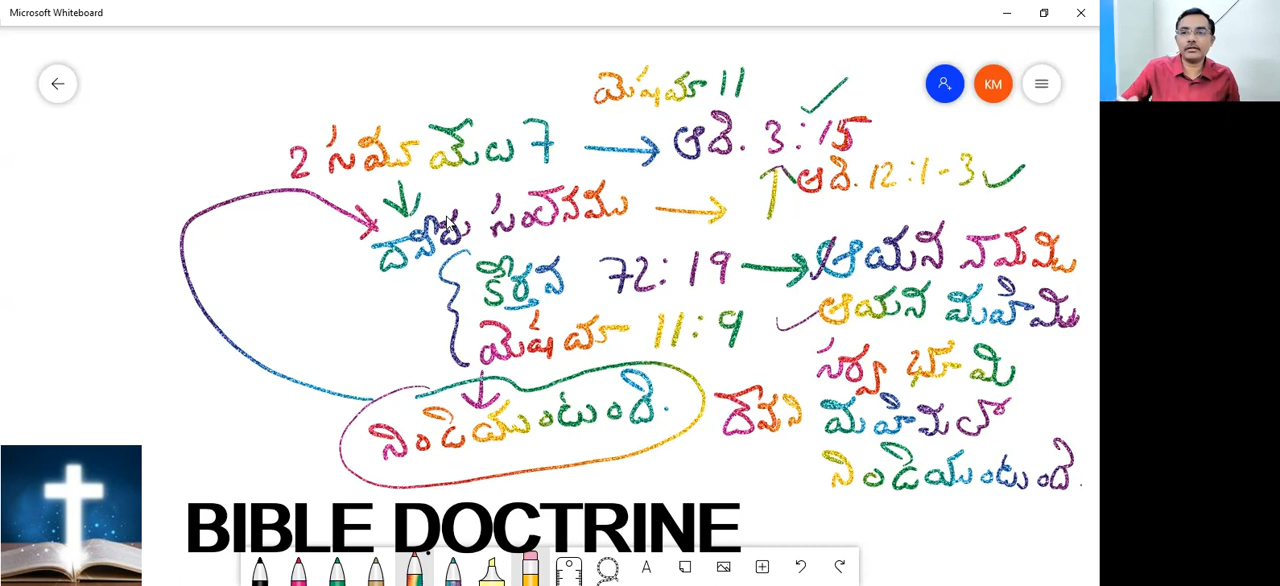 Microsoft Whiteboard
KM
యెషయా 11
2 సమూయేలు 7 → ఆది. 3:15
ఆది. 12:1-3
దావీదు సంతానము →
కీర్తన 72:19 → ఆయన నామము
ఆయన మహిమ
యెషయా 11:9
సర్వ భూమి
నిండియుంటుంది.
దేవుని మహిమతో
నిండియుంటుంది.
BIBLE DOCTRINE